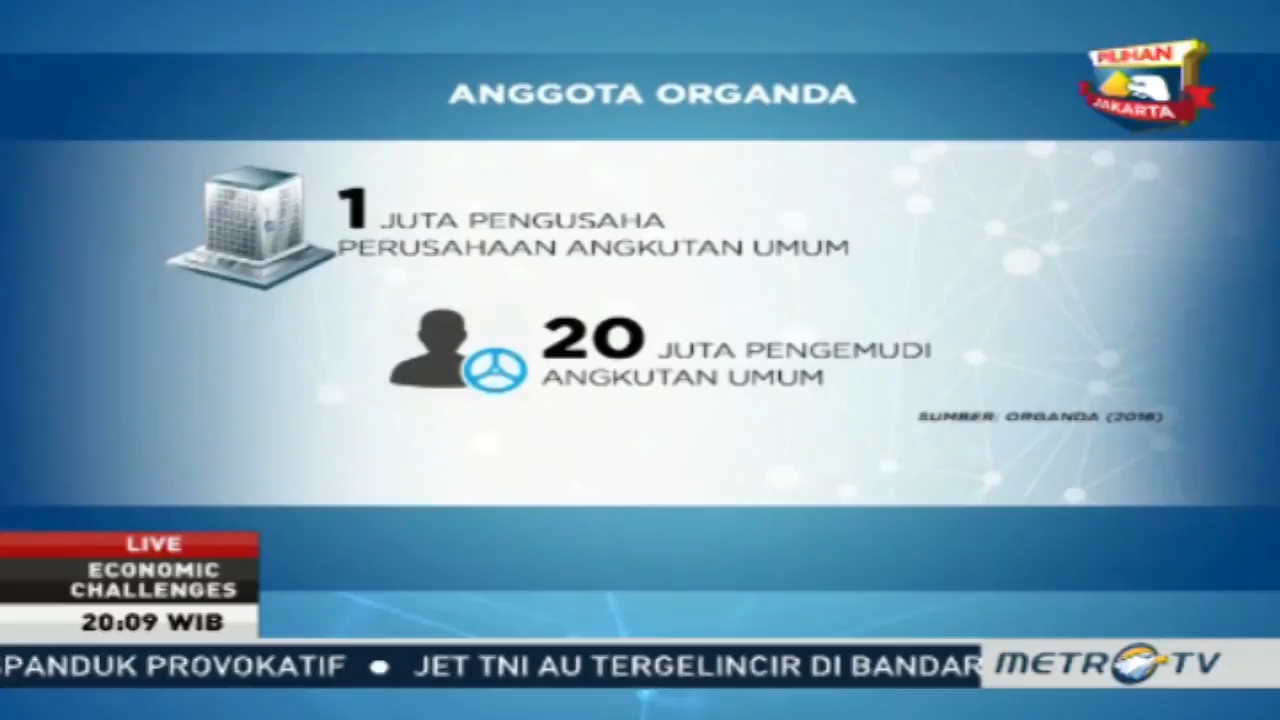 ANGGOTA ORGANDA
PILIHAN
JAKARTA
1 JUTA PENGUSAHA
PERUSAHAAN ANGKUTAN UMUM
20 JUTA PENGEMUDI
ANGKUTAN UMUM
SUMBER: ORGANDA (2016)
LIVE
ECONOMIC
CHALLENGES
20:09 WIB
SPANDUK PROVOKATIF ● JET TNI AU TERGELINCIR DI BANDAR
METRO TV